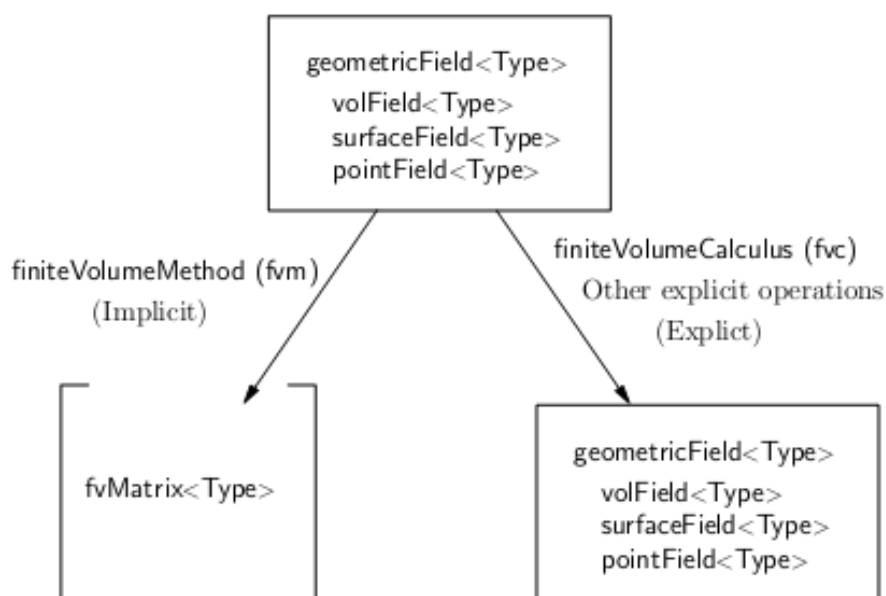 geometricField<Type>
volField<Type>
surfaceField<Type>
pointField<Type>
finiteVolumeMethod (fvm)
(Implicit)
finiteVolumeCalculus (fvc)
Other explicit operations
(Explict)
fvMatrix<Type>
geometricField<Type>
volField<Type>
surfaceField<Type>
pointField<Type>